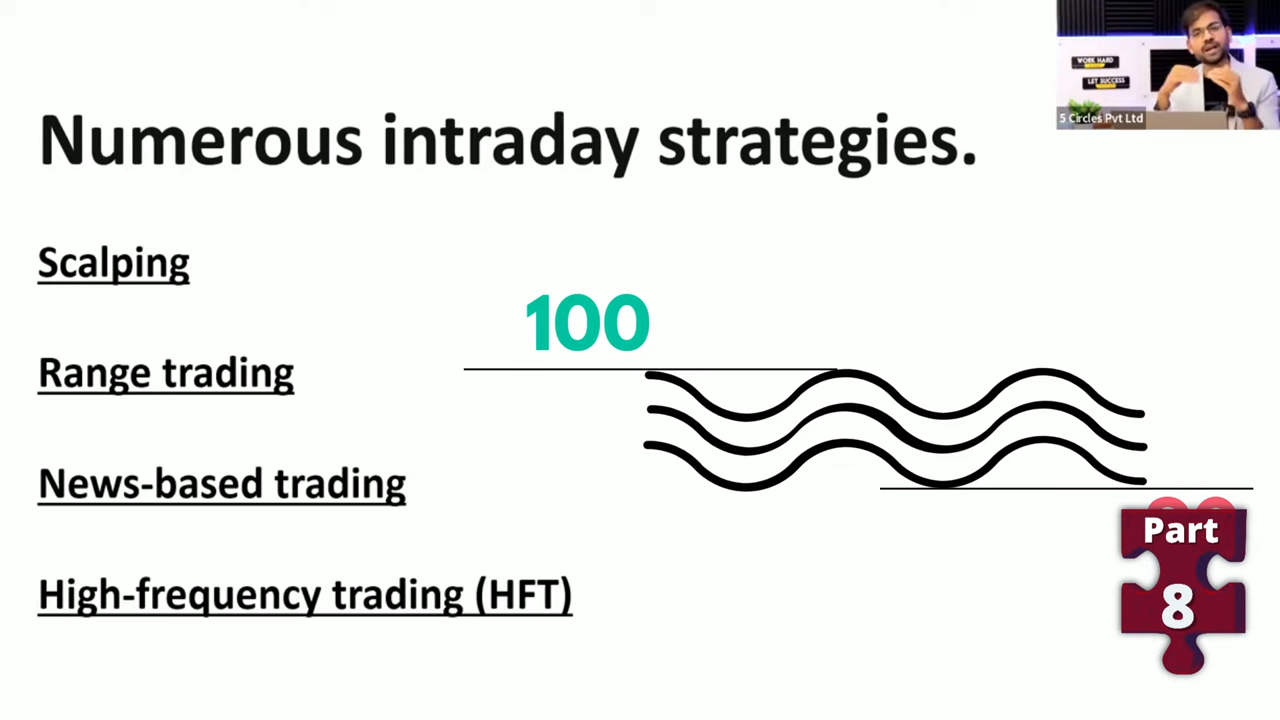 WORK HARD
LET SUCCESS
5 Circles Pvt Ltd
Numerous intraday strategies.
Scalping
100
Range trading
News-based trading
Part
8
High-frequency trading (HFT)